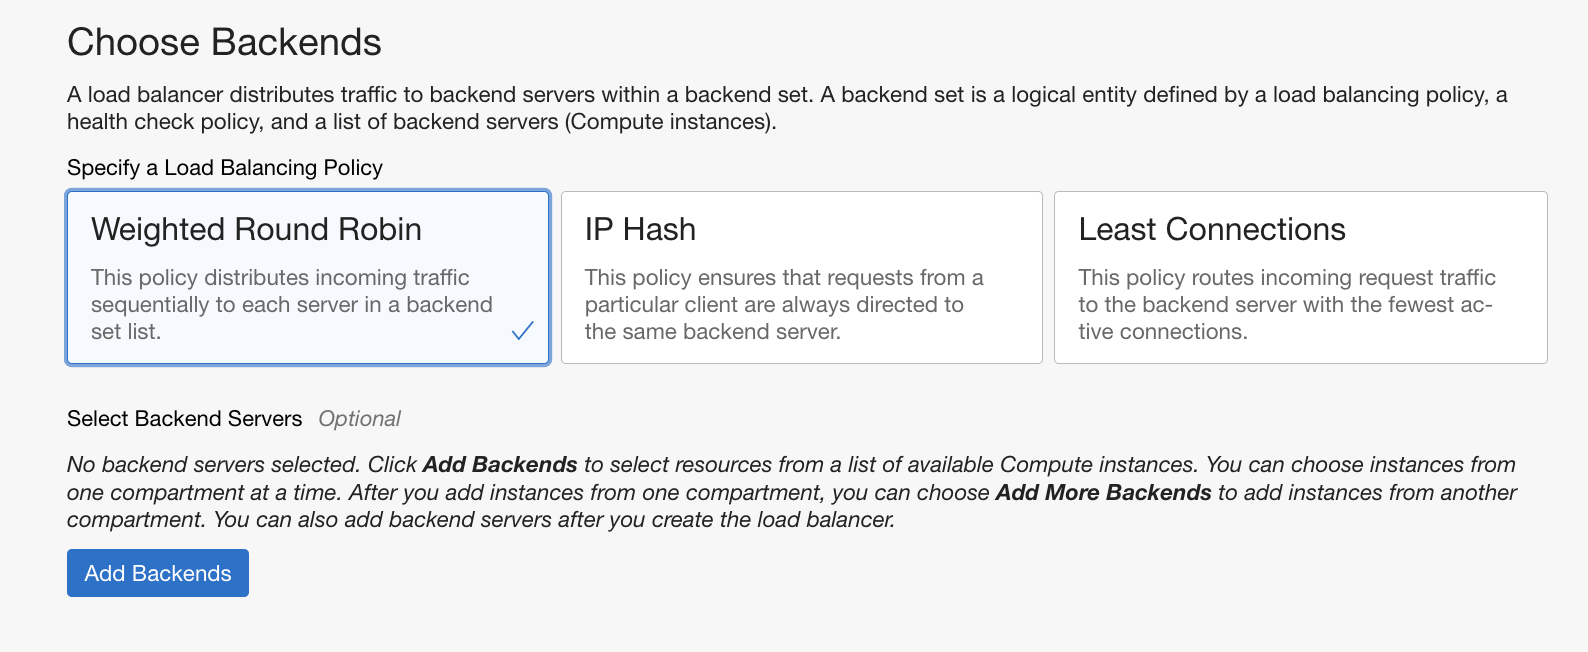 Choose Backends
A load balancer distributes traffic to backend servers within a backend set. A backend set is a logical entity defined by a load balancing policy, a
health check policy, and a list of backend servers (Compute instances).
Specify a Load Balancing Policy
Weighted Round Robin
This policy distributes incoming traffic
sequentially to each server in a backend
set list.
IP Hash
This policy ensures that requests from a
particular client are always directed to
the same backend server.
Least Connections
This policy routes incoming request traffic
to the backend server with the fewest ac-
tive connections.
Select Backend Servers Optional
No backend servers selected. Click Add Backends to select resources from a list of available Compute instances. You can choose instances from
one compartment at a time. After you add instances from one compartment, you can choose Add More Backends to add instances from another
compartment. You can also add backend servers after you create the load balancer.
Add Backends